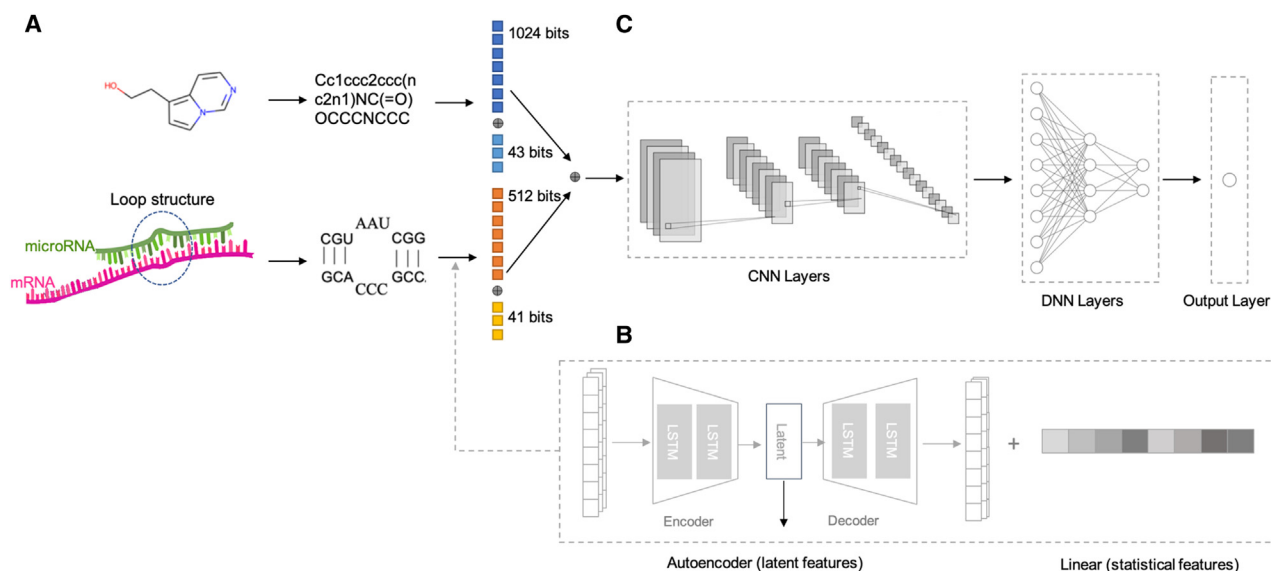 A
HO
N
N
Cc1ccc2ccc(n
c2n1)NC(=O)
OCCCNCCC
1024 bits
43 bits
512 bits
41 bits
Loop structure
microRNA
mRNA
AAU
CGU CGG
GCA GCC.
CCC
C
CNN Layers
DNN Layers
Output Layer
B
LSTM
LSTM
Latent
LSTM
LSTM
+
Encoder
Decoder
Autoencoder (latent features)
Linear (statistical features)